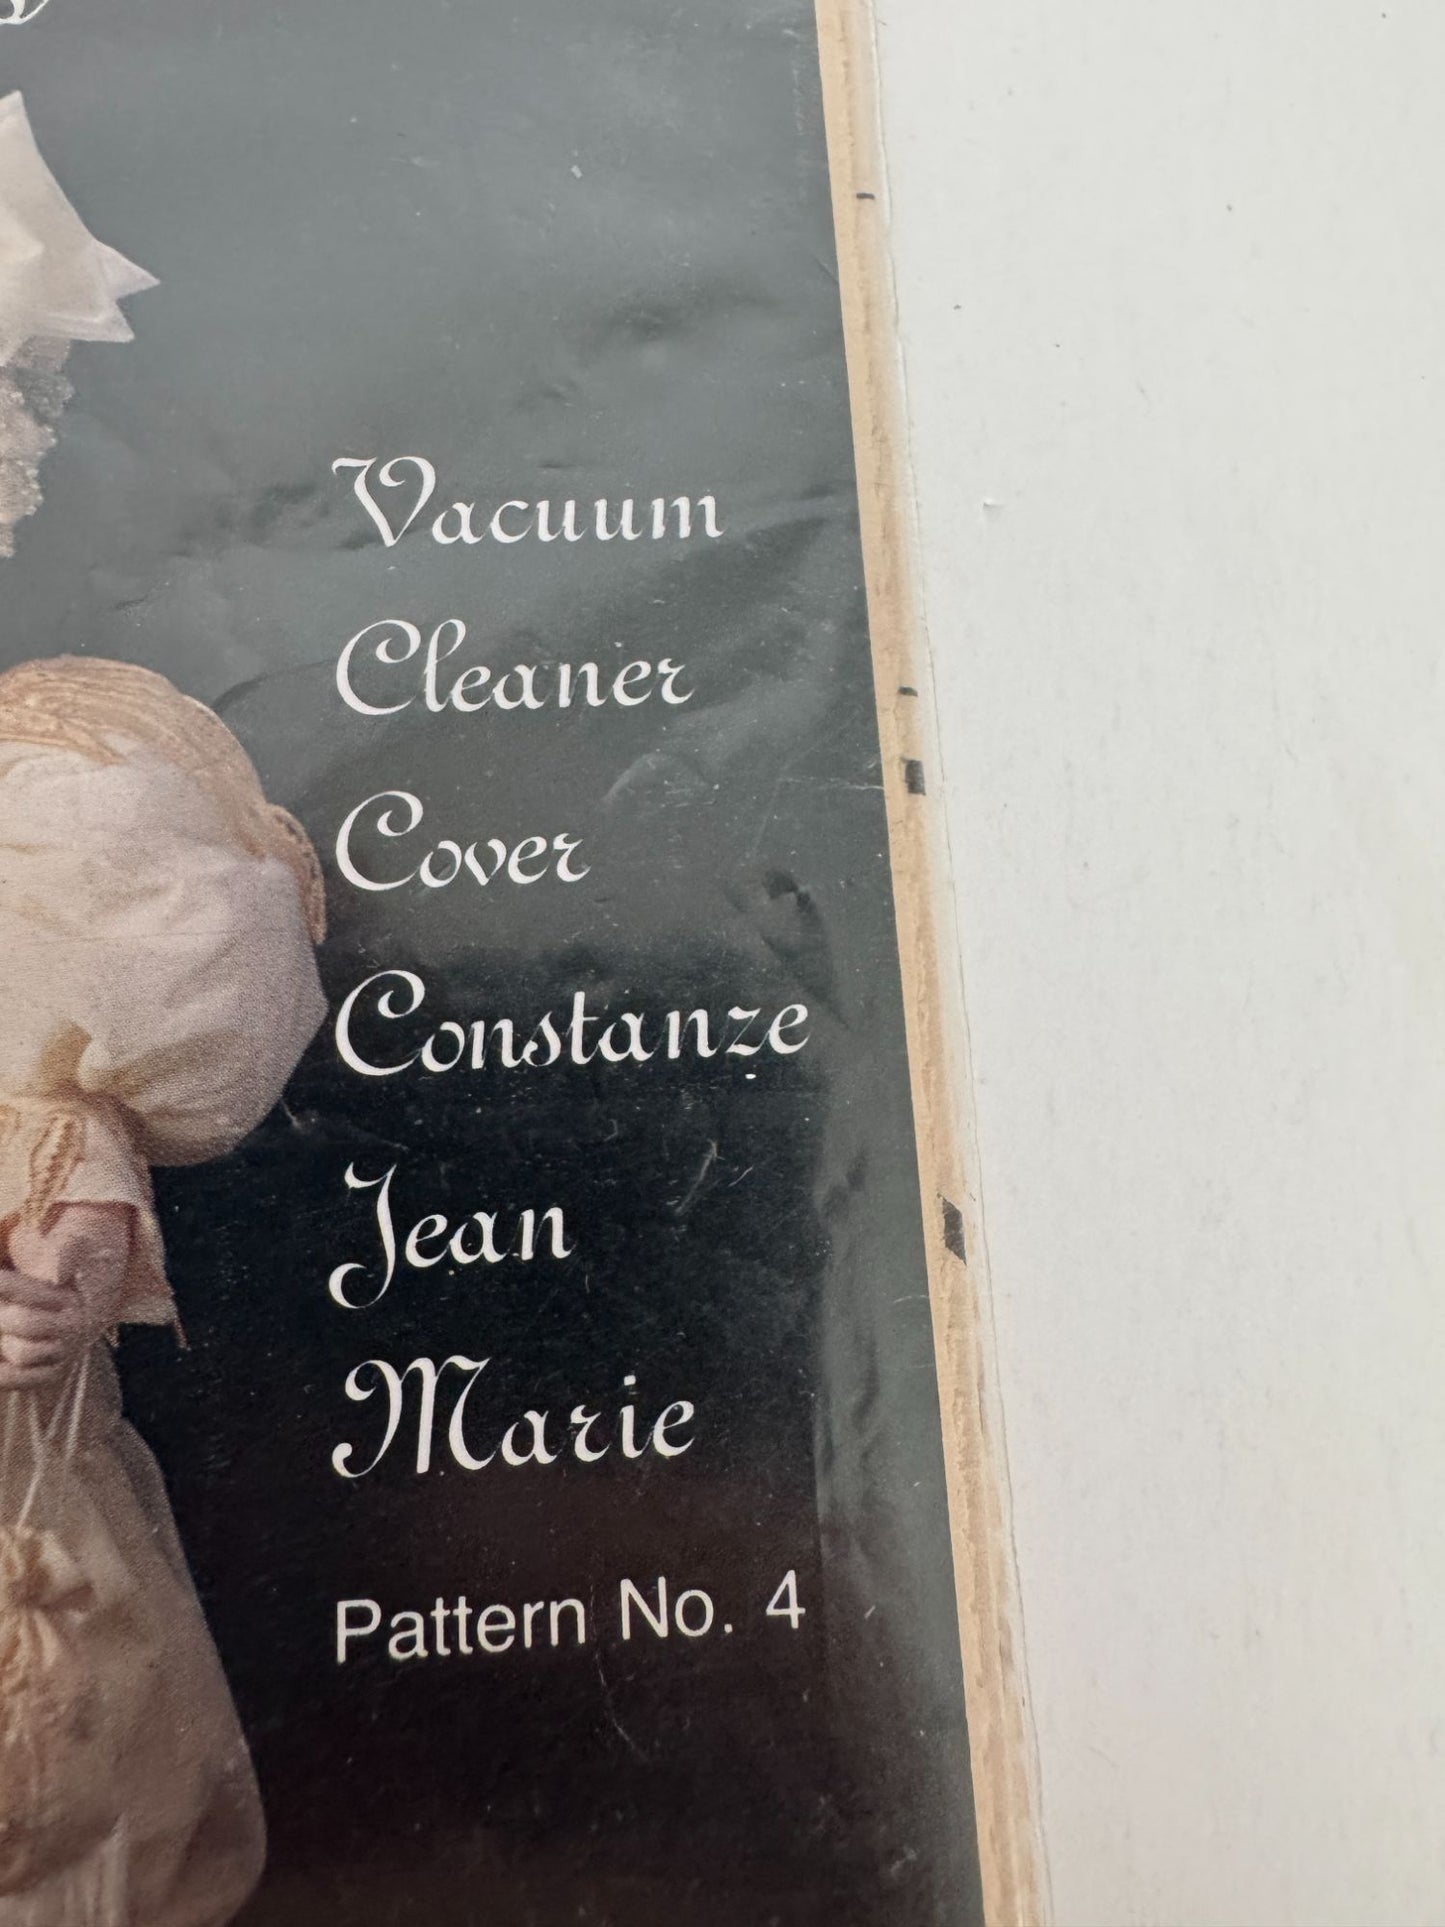 Vacuum
Cleaner
Cover
Constanze
Jean
Marie
Pattern No. 4